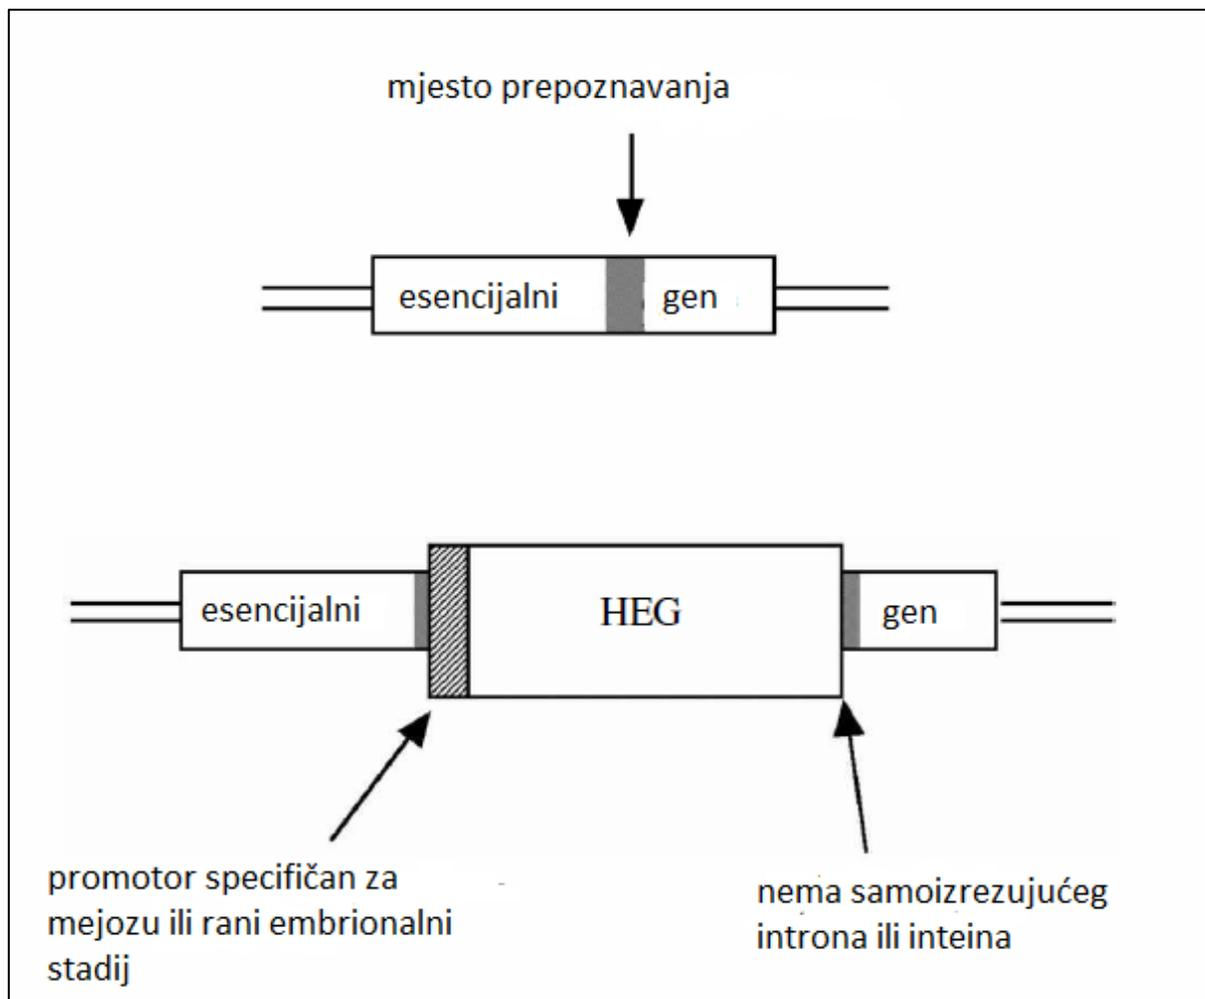 mjesto prepoznavanja
esencijalni gen
esencijalni HEG gen
promotor specifičan za
mejozu ili rani embrionalni
stadij
nema samoizrezujućeg
introna ili inteina